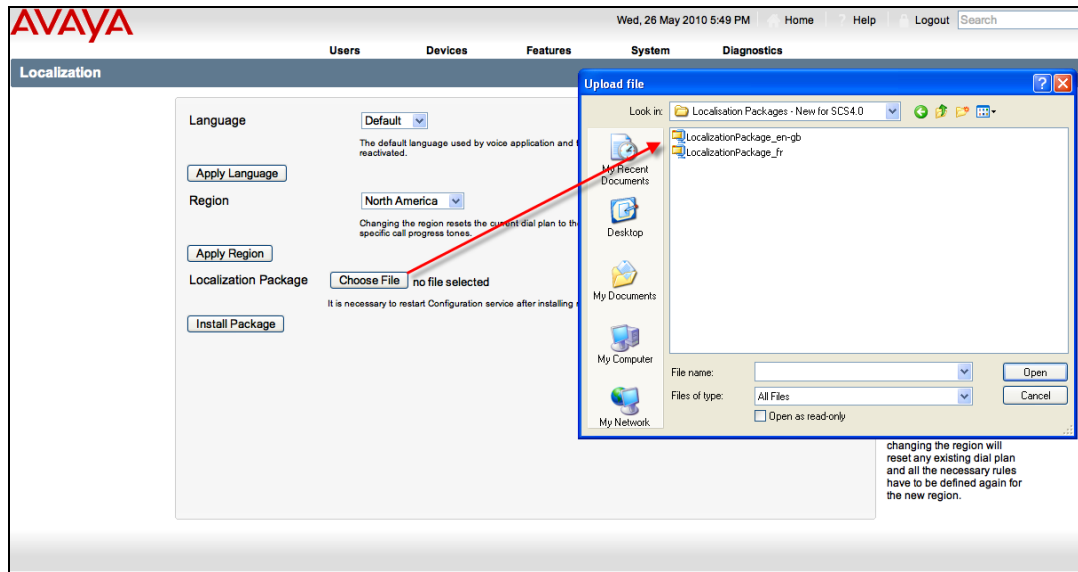 AVAYA
Wed, 26 May 2010 5:49 PM Home ? Help Logout Search
Users Devices Features System Diagnostics
Localization
Language Default
The default language used by voice application and
reactivated.
Apply Language
Region North America
Changing the region resets the current dial plan to the
specific call progress tones.
Apply Region
Localization Package Choose File no file selected
It is necessary to restart Configuration service after installing
Install Package
Upload file
Look in: Localisation Packages - New for SCS4.0
LocalizationPackage_en-gb
LocalizationPackage_fr
My Recent
Documents
Desktop
My Documents
My Computer
My Network
File name: Open
Files of type: All Files Cancel
Open as read-only
changing the region will
reset any existing dial plan
and all the necessary rules
have to be defined again for
the new region.